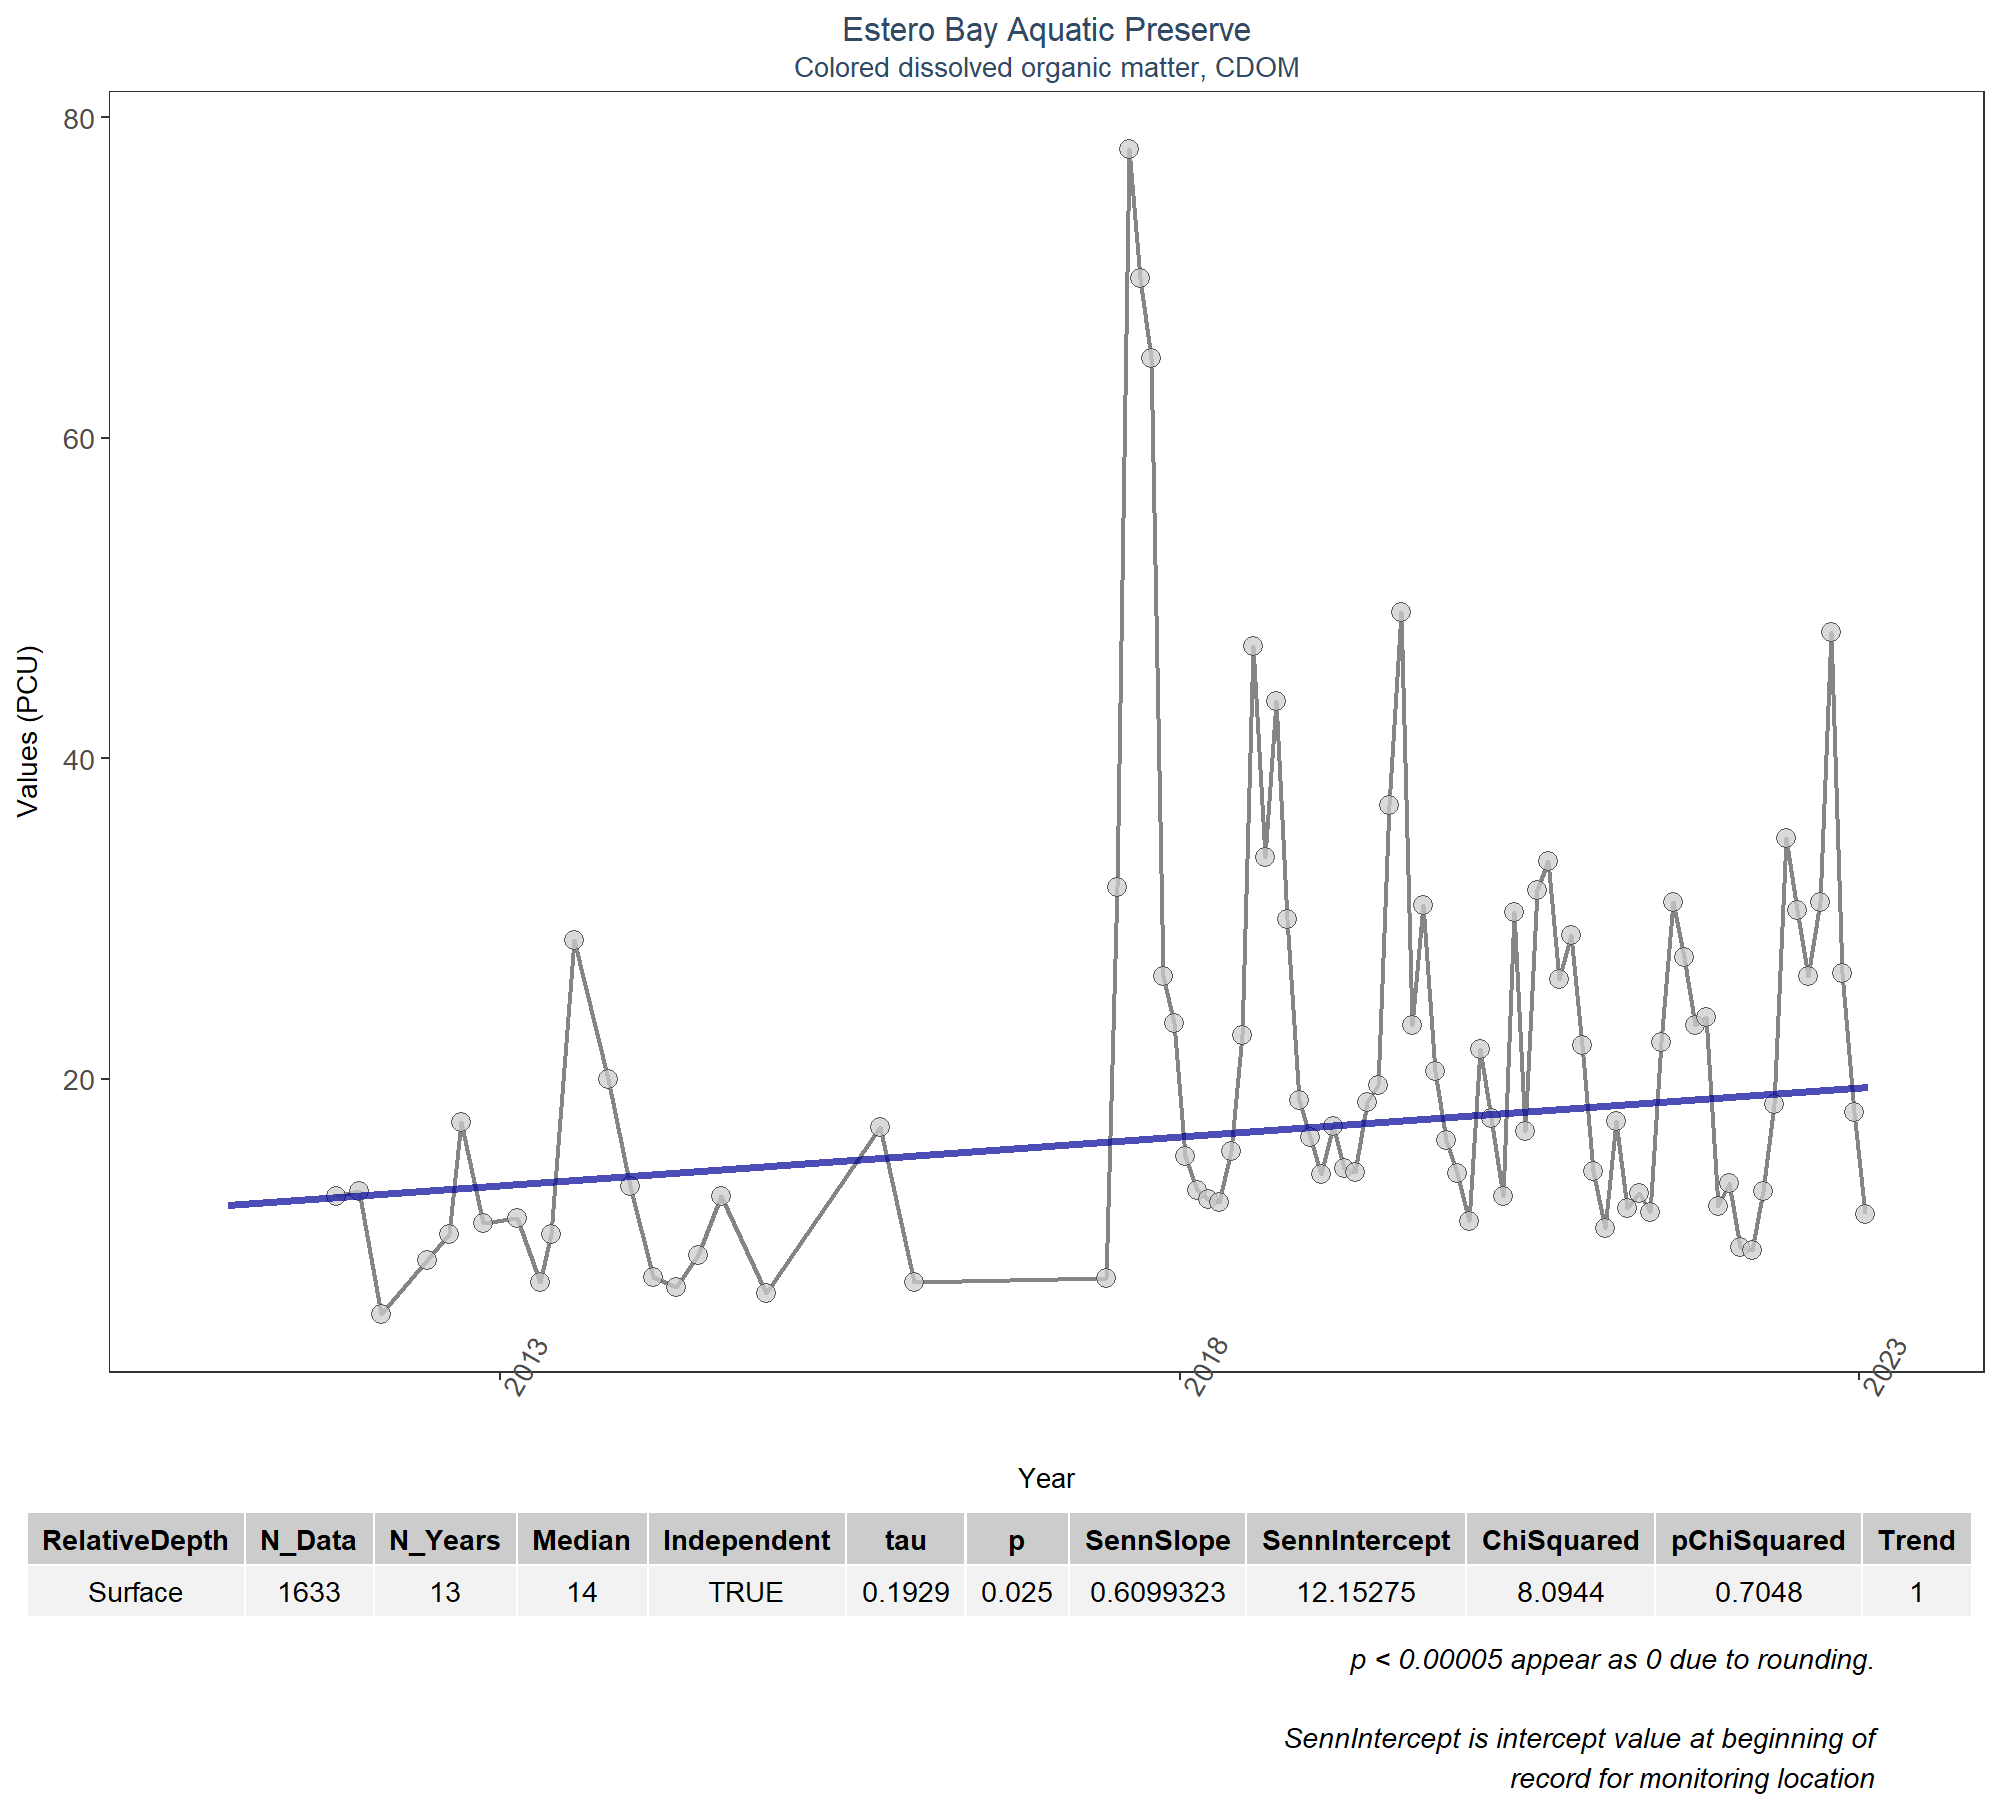 Estero Bay Aquatic Preserve
Colored dissolved organic matter, CDOM
80
60
40
20
Values (PCU)
2013 2018 2023
Year
RelativeDepth N_Data N_Years Median Independent tau p SennSlope SennIntercept ChiSquared pChiSquared Trend
Surface 1633 13 14 TRUE 0.1929 0.025 0.6099323 12.15275 8.0944 0.7048 1
p < 0.00005 appear as 0 due to rounding.
SennIntercept is intercept value at beginning of
record for monitoring location